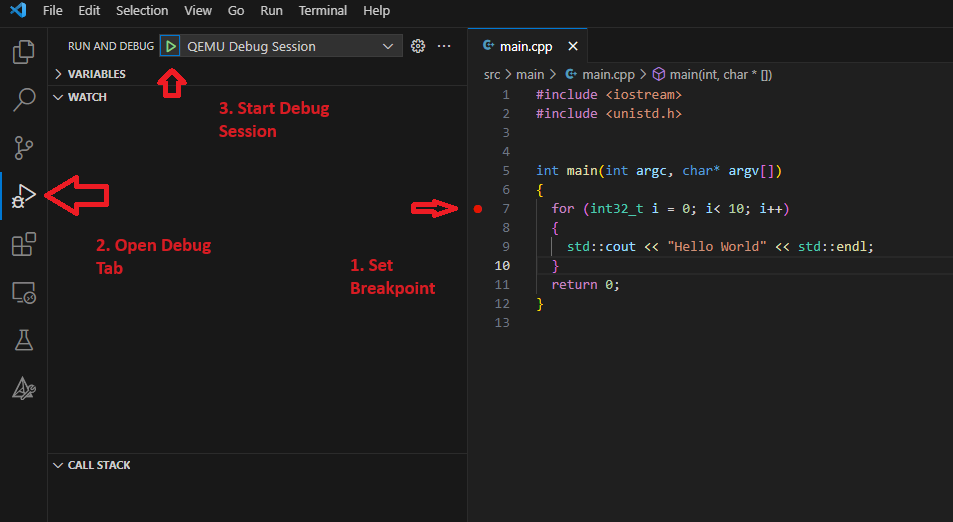 File Edit Selection View Go Run Terminal Help
RUN AND DEBUG QEMU Debug Session ...
VARIABLES
WATCH
3. Start Debug
Session
2. Open Debug
Tab
1. Set
Breakpoint
CALL STACK
main.cpp
src > main > main.cpp > main(int, char * [])
1 #include <iostream>
2 #include <unistd.h>
3
4
5 int main(int argc, char* argv[])
6 {
7 for (int32_t i = 0; i< 10; i++)
8 {
9 std::cout << "Hello World" << std::endl;
10 }
11 return 0;
12 }
13